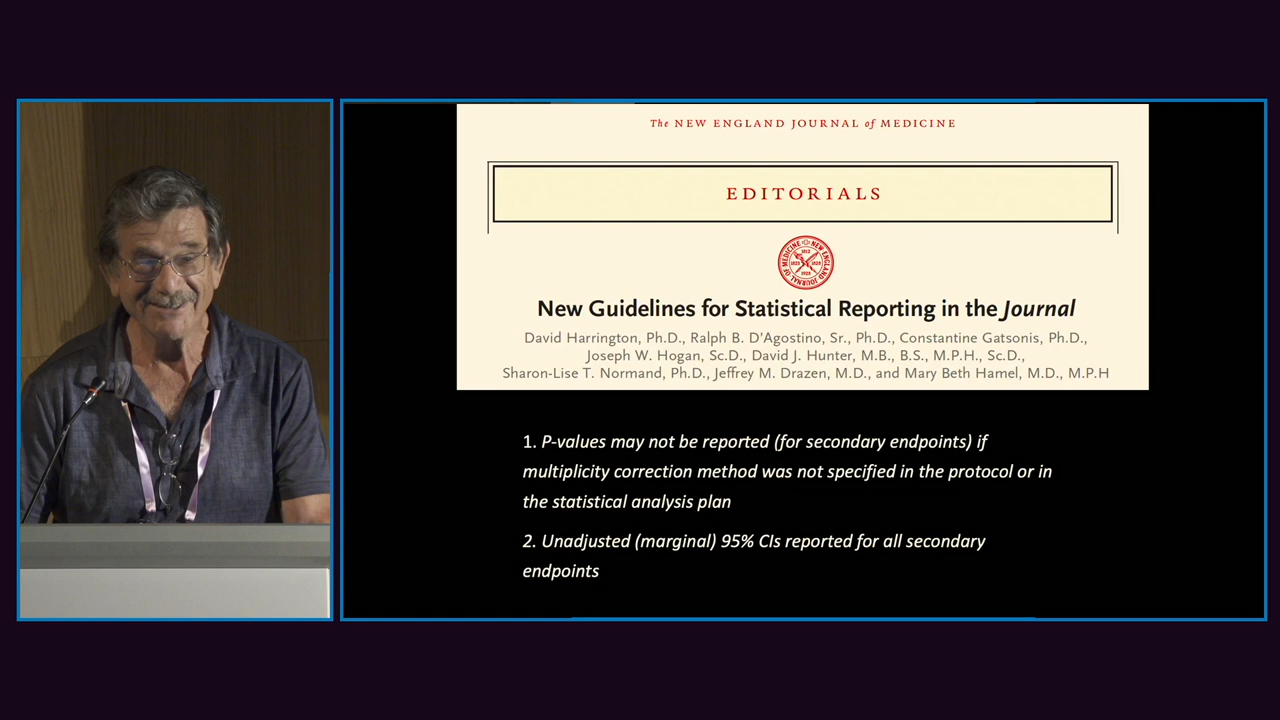 The NEW ENGLAND JOURNAL of MEDICINE
EDITORIALS
New Guidelines for Statistical Reporting in the Journal
David Harrington, Ph.D., Ralph B. D'Agostino, Sr., Ph.D., Constantine Gatsonis, Ph.D.,
Joseph W. Hogan, Sc.D., David J. Hunter, M.B., B.S., M.P.H., Sc.D.,
Sharon-Lise T. Normand, Ph.D., Jeffrey M. Drazen, M.D., and Mary Beth Hamel, M.D., M.P.H
1. P-values may not be reported (for secondary endpoints) if
multiplicity correction method was not specified in the protocol or in
the statistical analysis plan
2. Unadjusted (marginal) 95% CIs reported for all secondary
endpoints